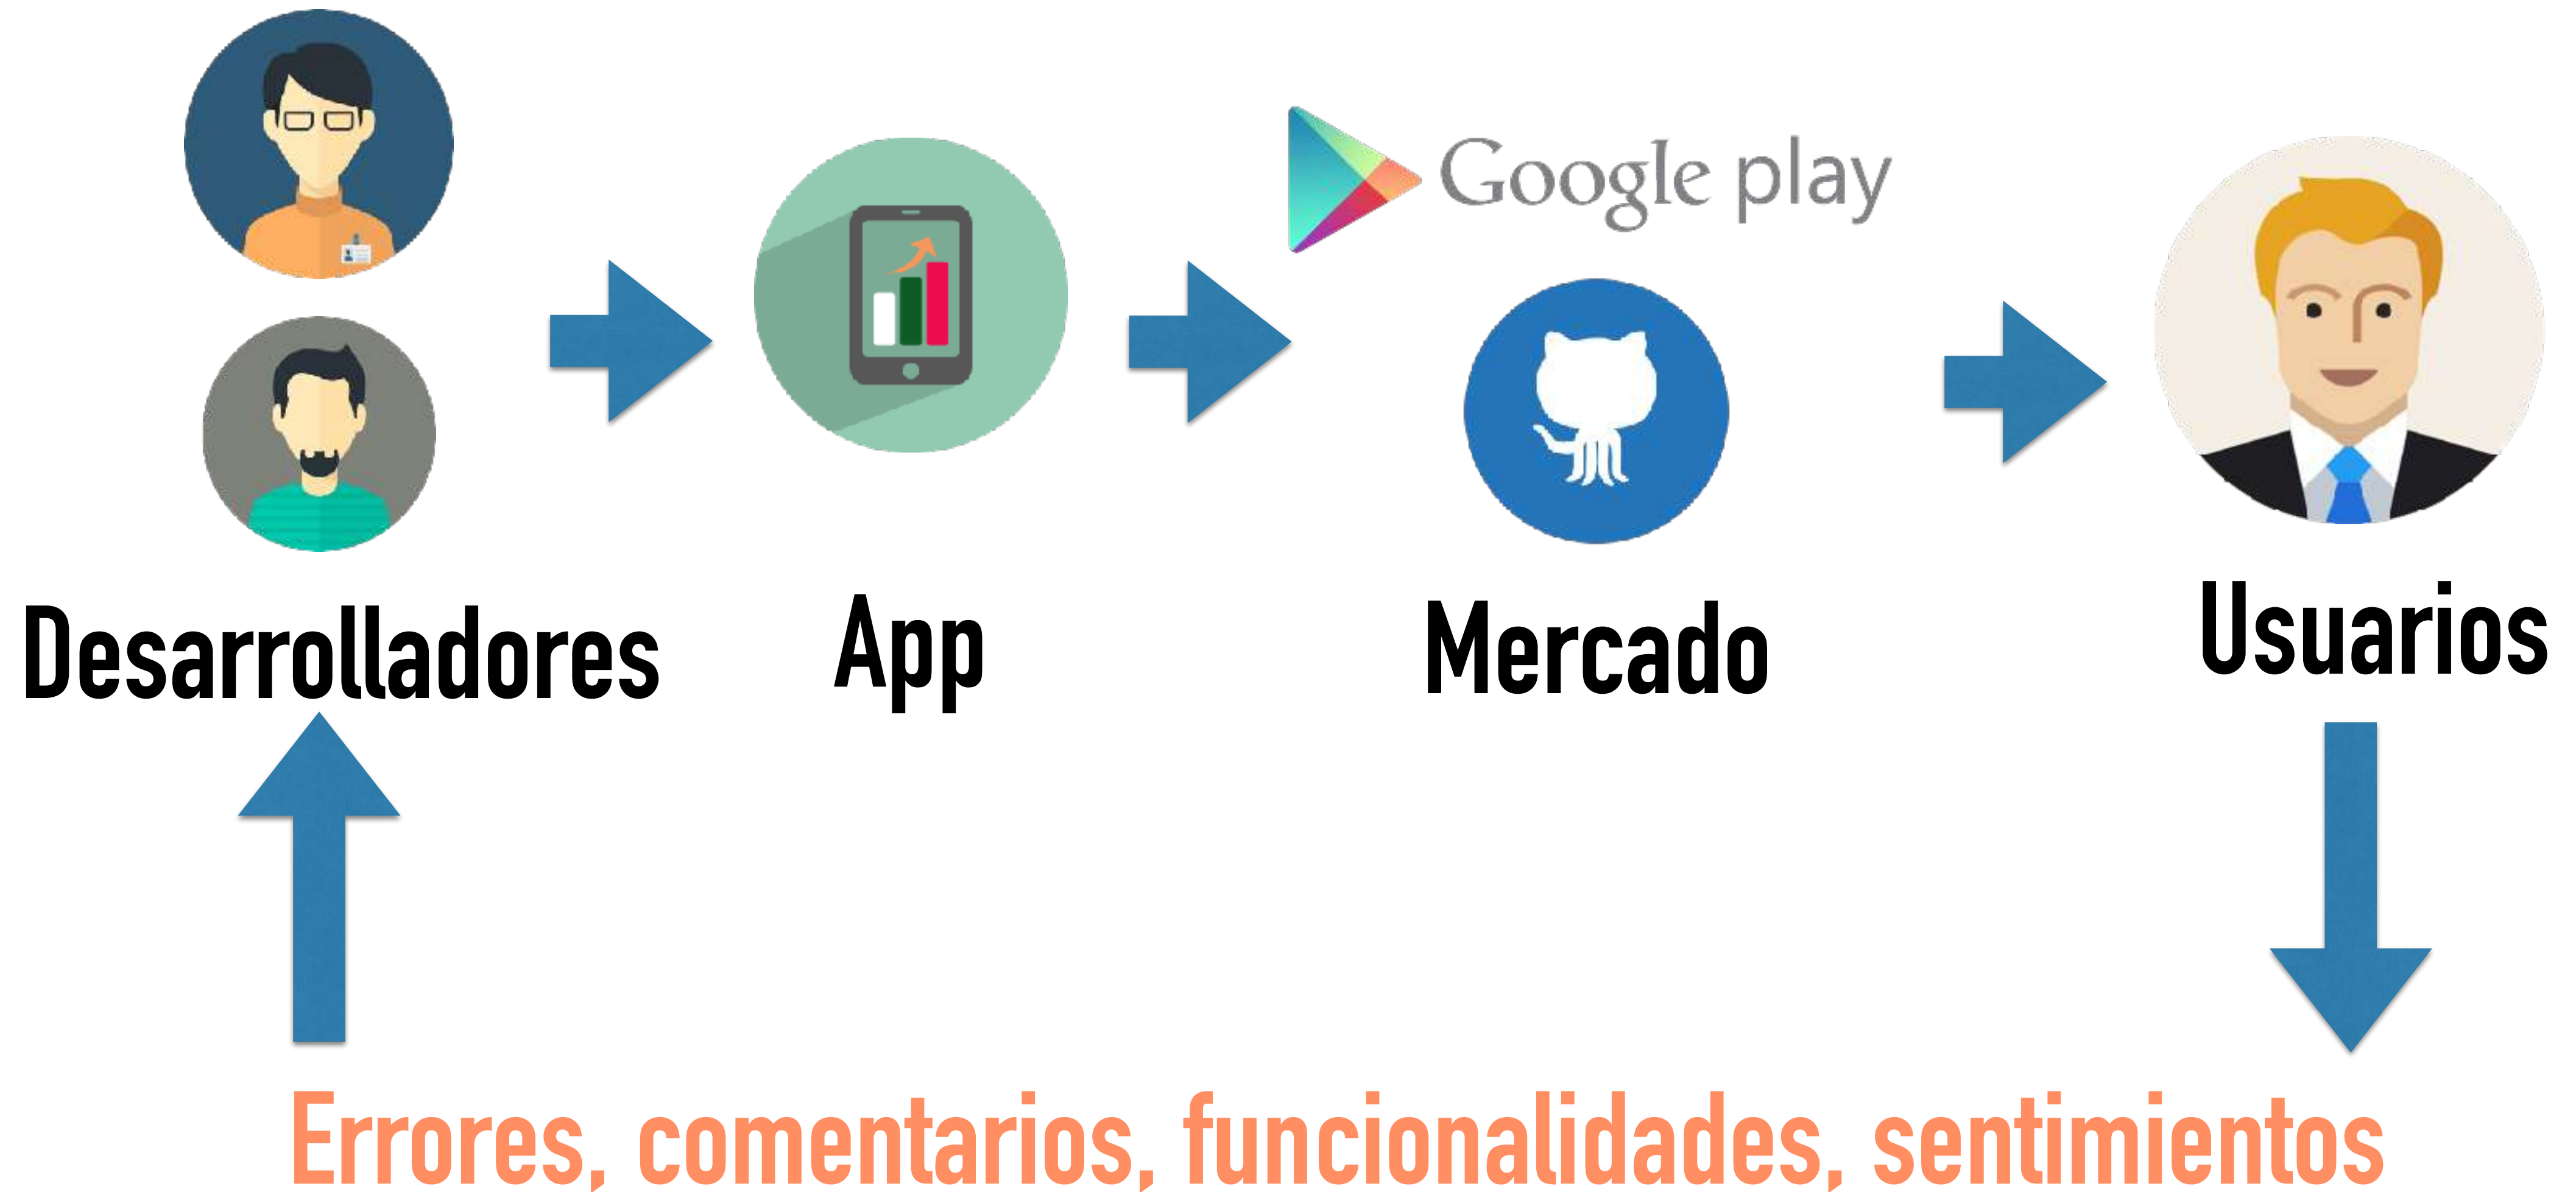 Google play
Desarrolladores
App
Mercado
Usuarios
Errores, comentarios, funcionalidades, sentimientos